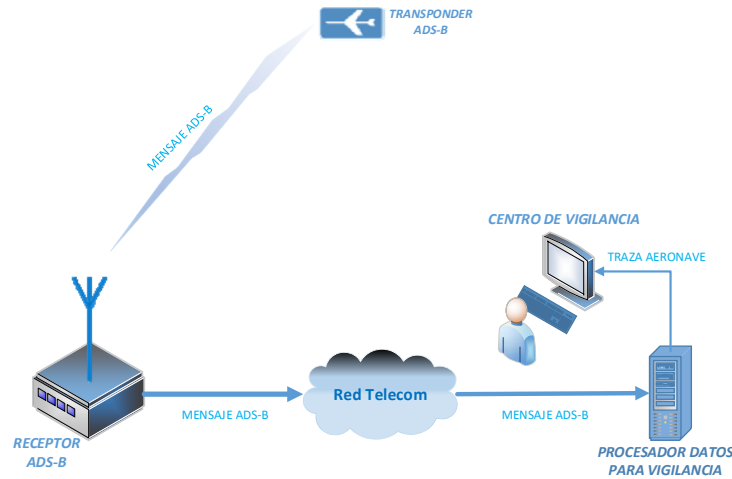 TRANSPONDER
ADS-B
MENSAJE ADS-B
CENTRO DE VIGILANCIA
TRAZA AERONAVE
Red Telecom
MENSAJE ADS-B
MENSAJE ADS-B
RECEPTOR
ADS-B
PROCESADOR DATOS
PARA VIGILANCIA